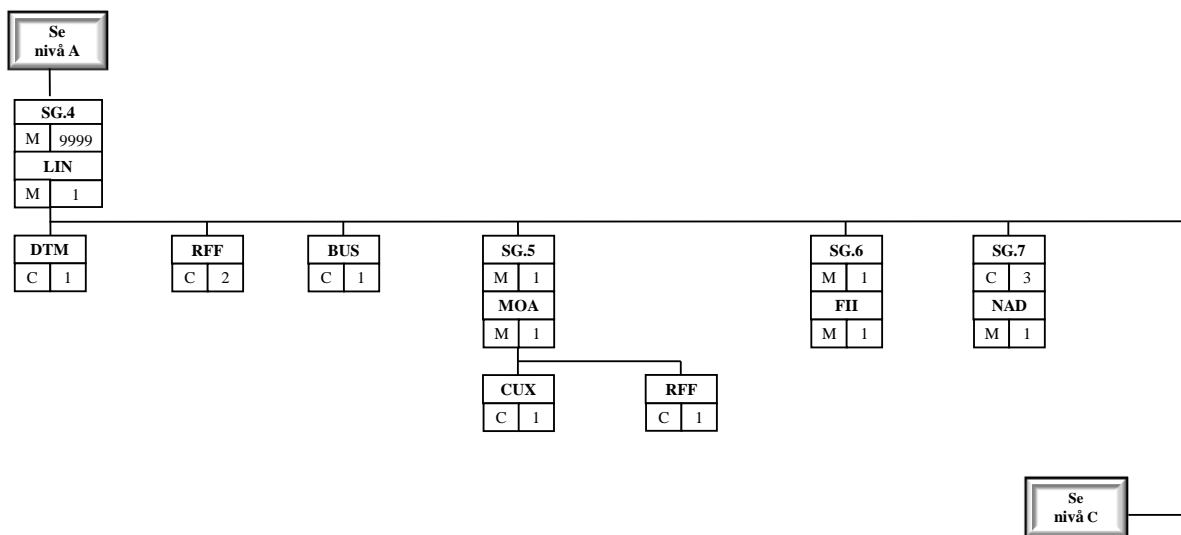 Se
nivå A
SG.4
M 9999
LIN
M 1
DTM RFF BUS SG.5 SG.6 SG.7
C 1 C 2 C 1 M 1 M 1 C 3
MOA FII NAD
M 1 M 1 M 1
CUX RFF
C 1 C 1
Se
nivå C